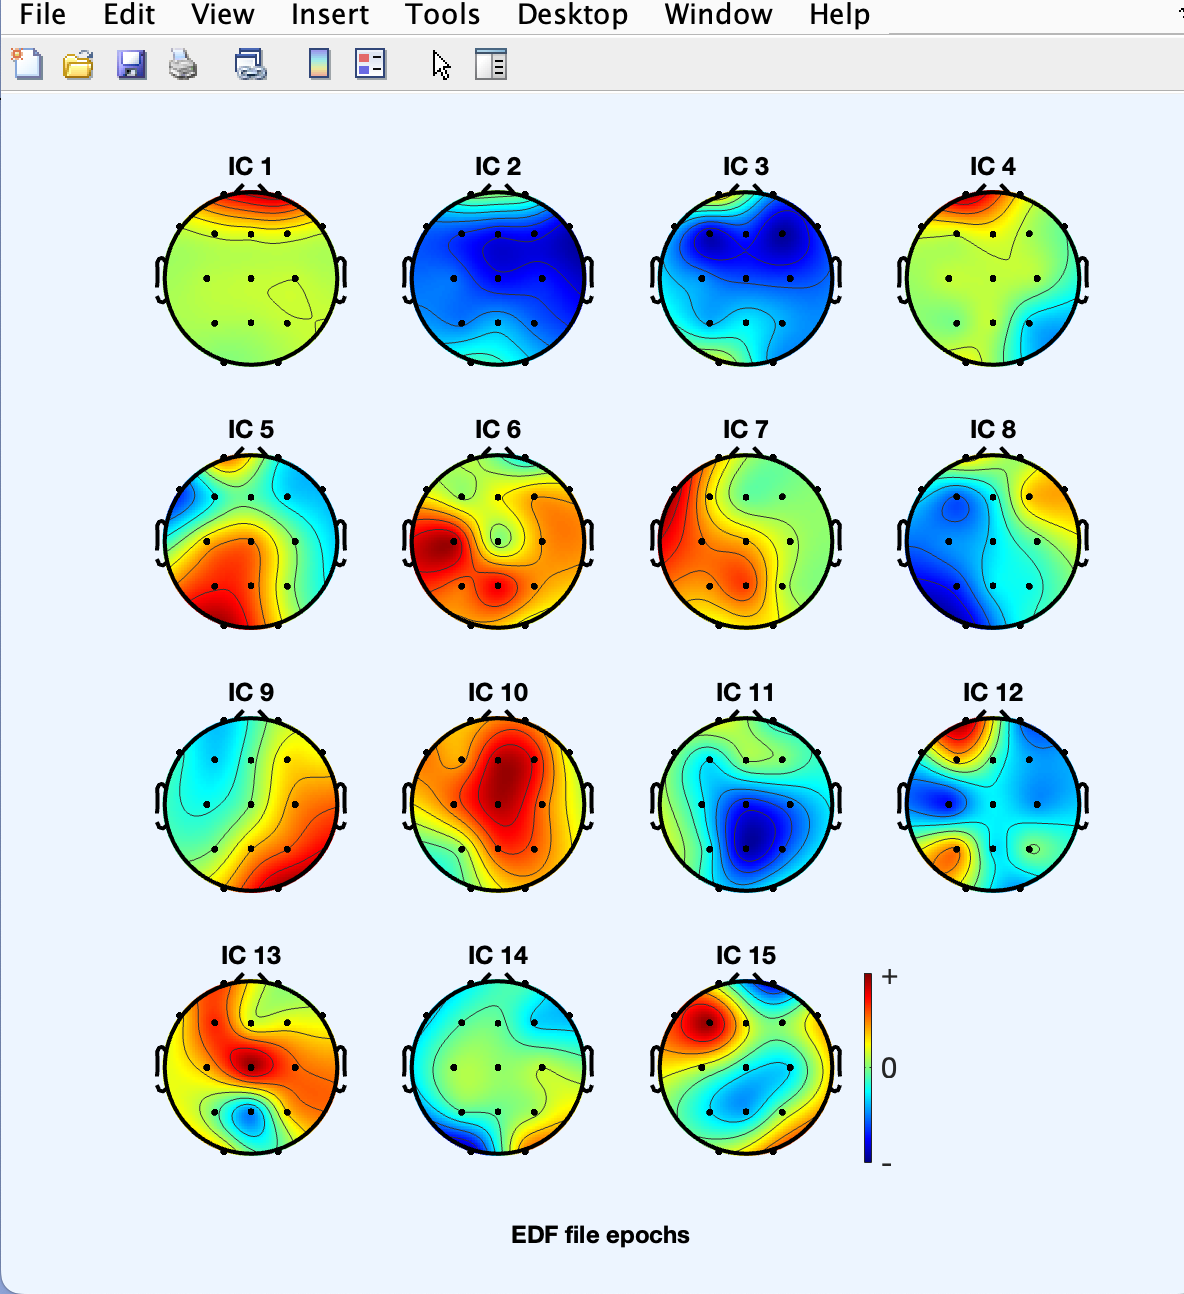 File Edit View Insert Tools Desktop Window Help
IC 1 IC 2 IC 3 IC 4
IC 5 IC 6 IC 7 IC 8
IC 9 IC 10 IC 11 IC 12
IC 13 IC 14 IC 15
+
0
-
EDF file epochs